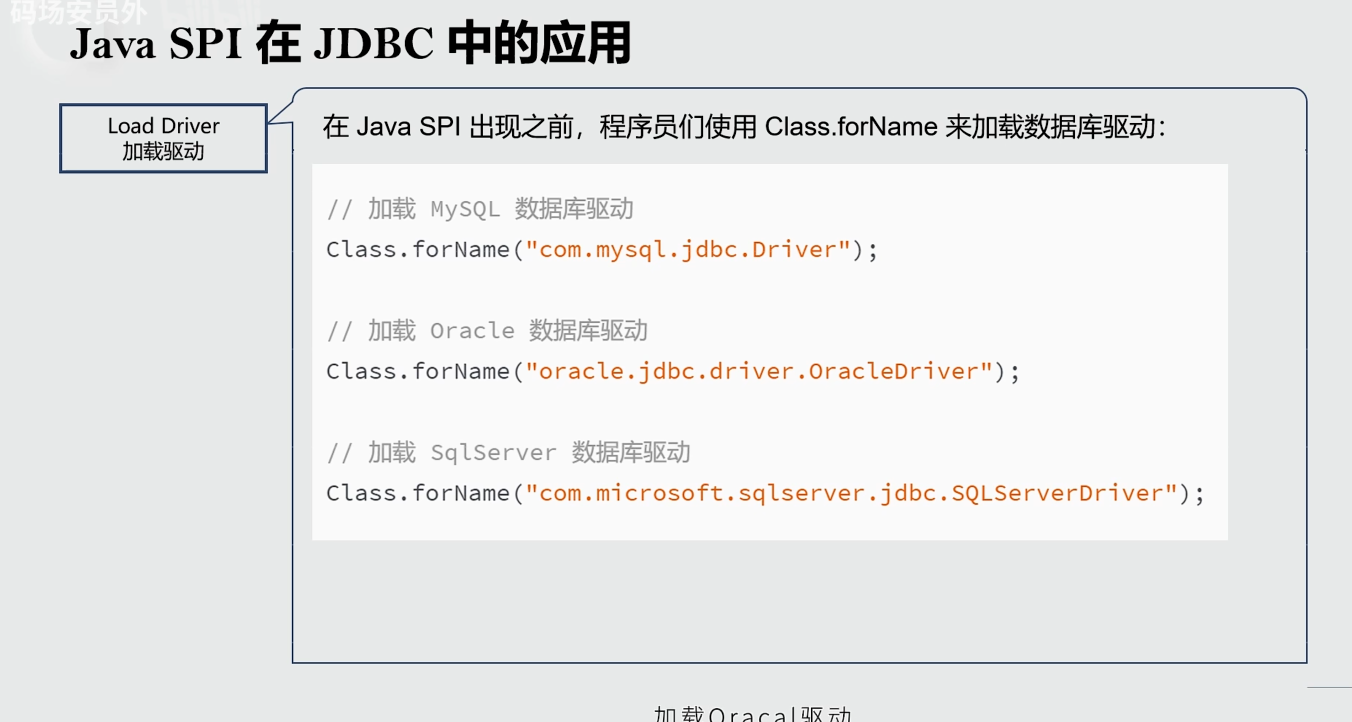 码场安员外 bilibili
Java SPI 在 JDBC 中的应用
Load Driver
加载驱动
在 Java SPI 出现之前，程序员们使用 Class.forName 来加载数据库驱动：
// 加载 MySQL 数据库驱动
Class.forName("com.mysql.jdbc.Driver");
// 加载 Oracle 数据库驱动
Class.forName("oracle.jdbc.driver.OracleDriver");
// 加载 SqlServer 数据库驱动
Class.forName("com.microsoft.sqlserver.jdbc.SQLServerDriver");
加载Oracal驱动